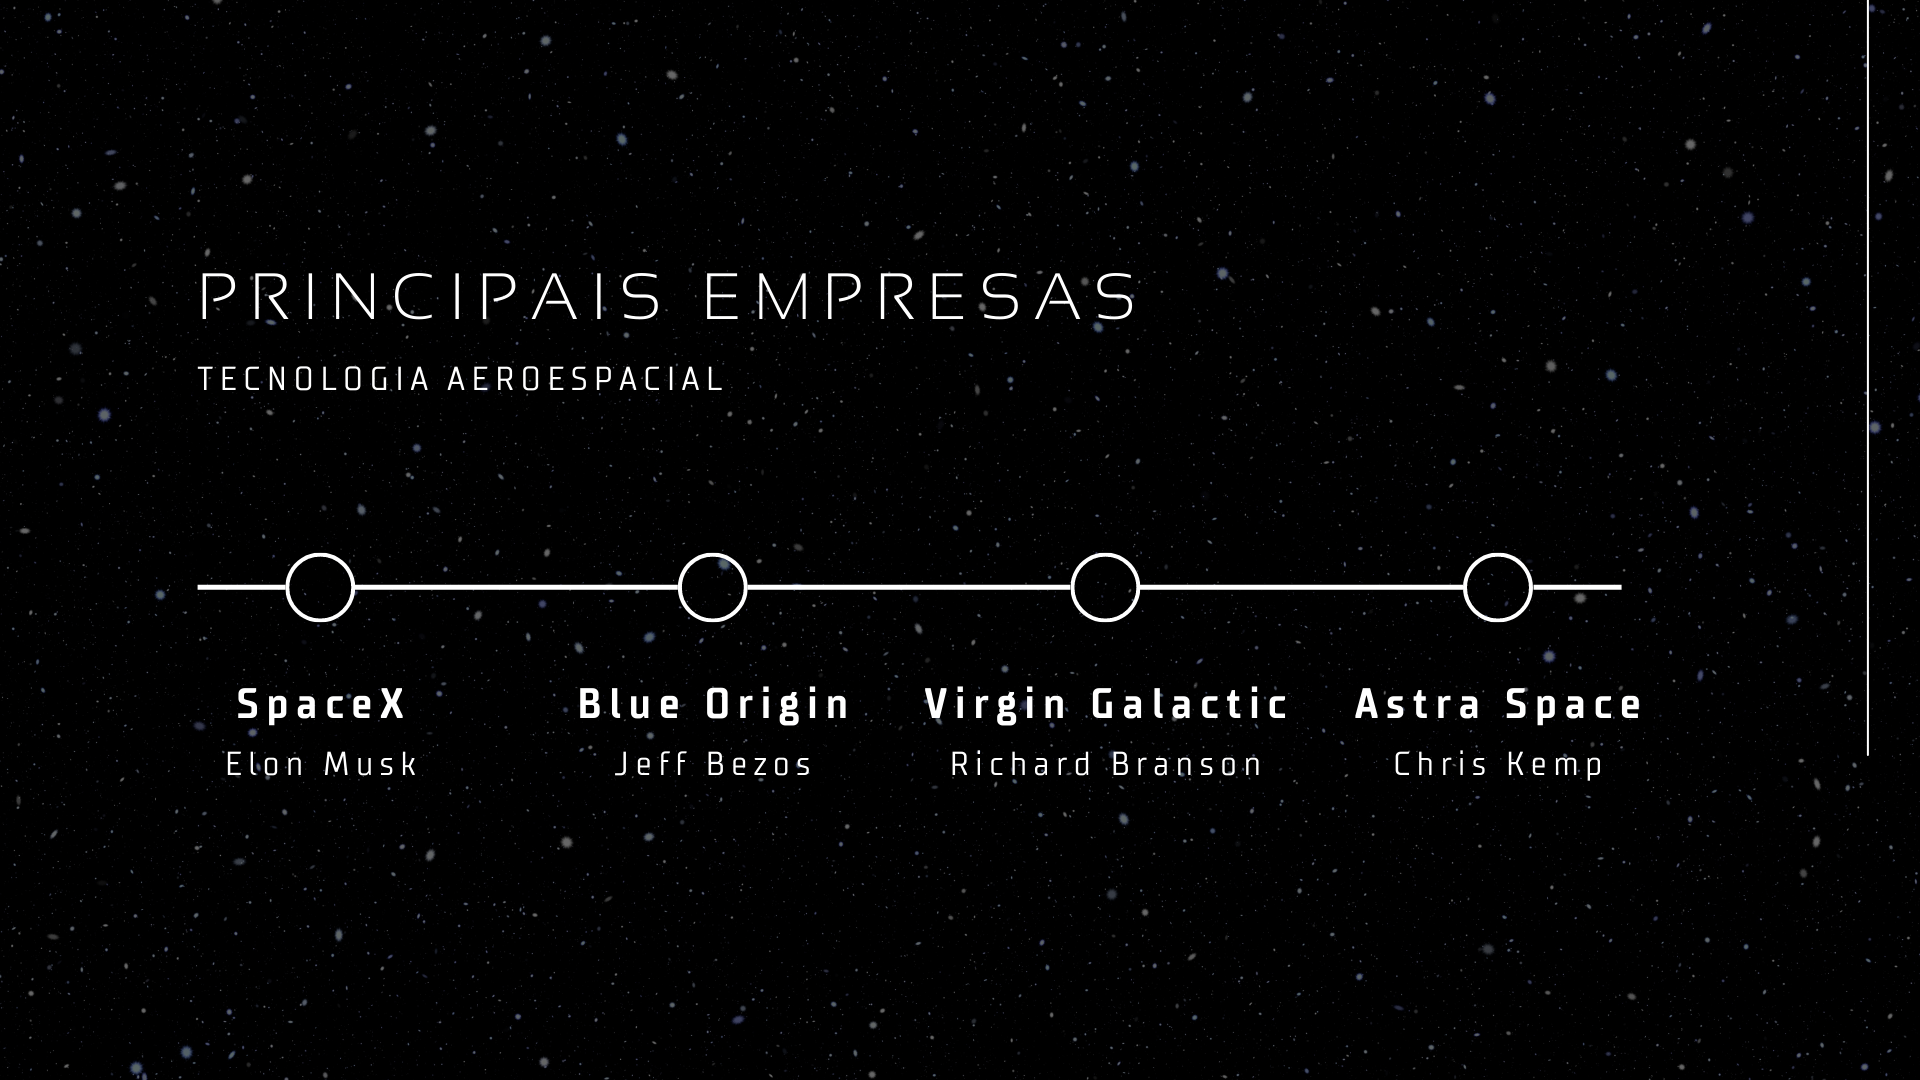 PRINCIPAIS EMPRESAS
TECNOLOGIA AEROESPACIAL
SpaceX
Elon Musk
Blue Origin
Jeff Bezos
Virgin Galactic
Richard Branson
Astra Space
Chris Kemp